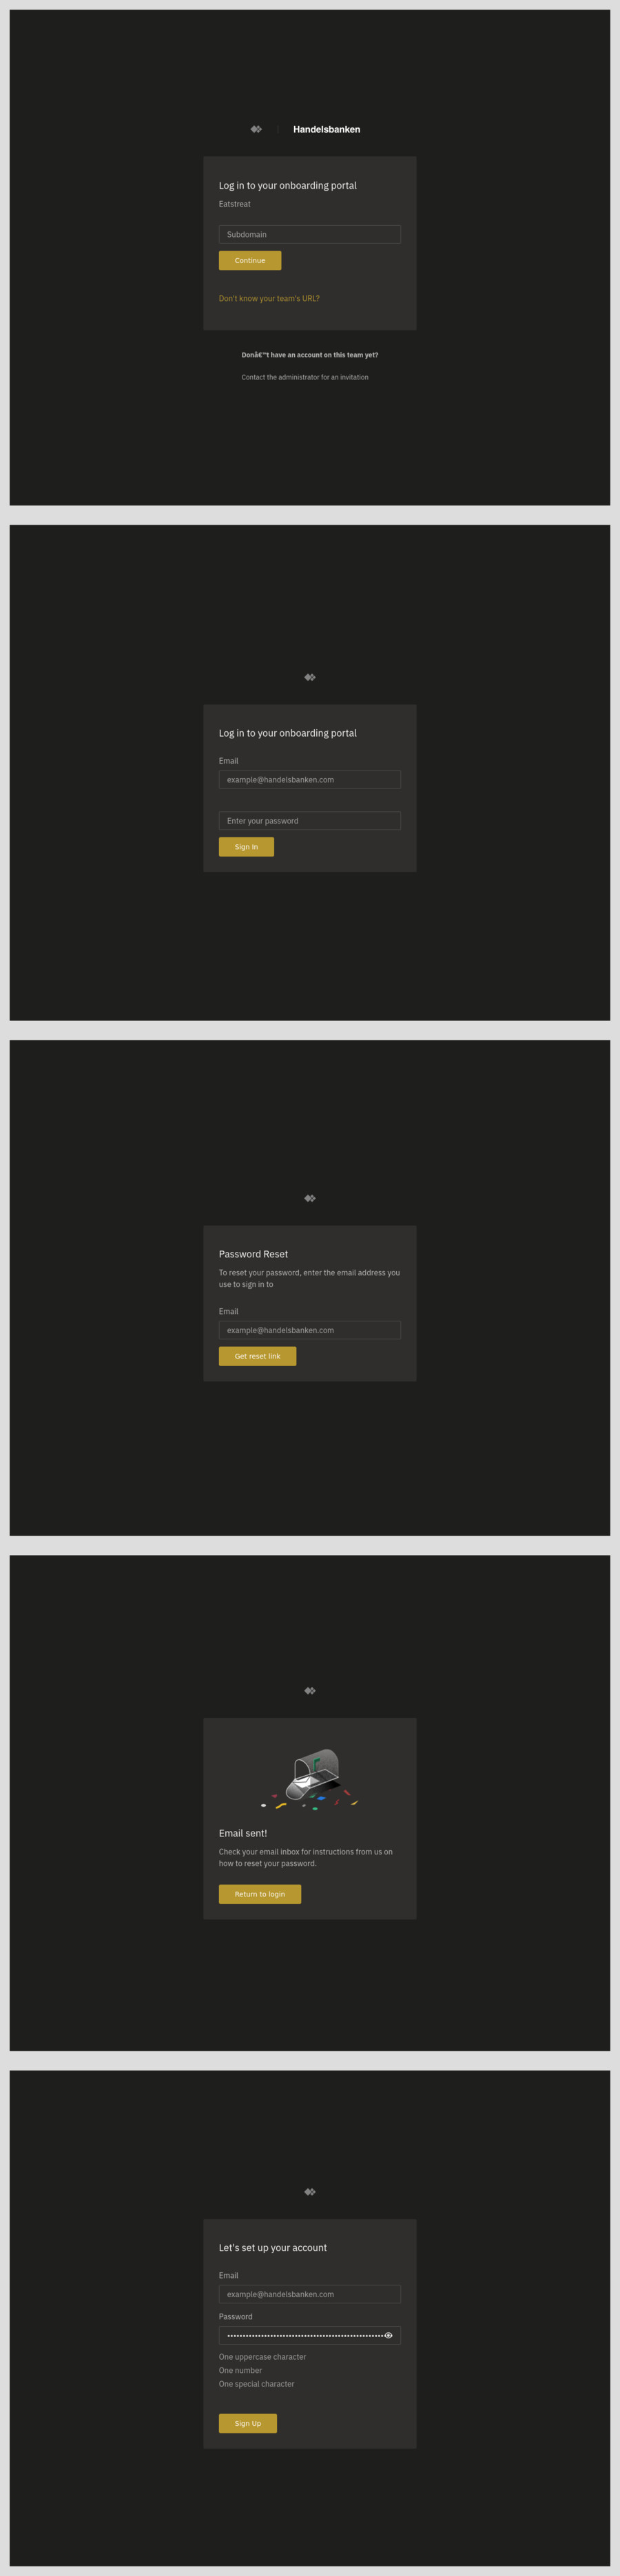 Handelsbanken
Log in to your onboarding portal
Eatstreat
Subdomain
Continue
Don't know your team's URL?
Donâ€™t have an account on this team yet?
Contact the administrator for an invitation
Log in to your onboarding portal
Email
example@handelsbanken.com
Enter your password
Sign in
Password Reset
To reset your password, enter the email address you
use to sign in to
Email
example@handelsbanken.com
Get reset link
Email sent!
Check your email inbox for instructions from us on
how to reset your password.
Return to login
Let's set up your account
Email
example@handelsbanken.com
Password
One uppercase character
One number
One special character
Sign Up